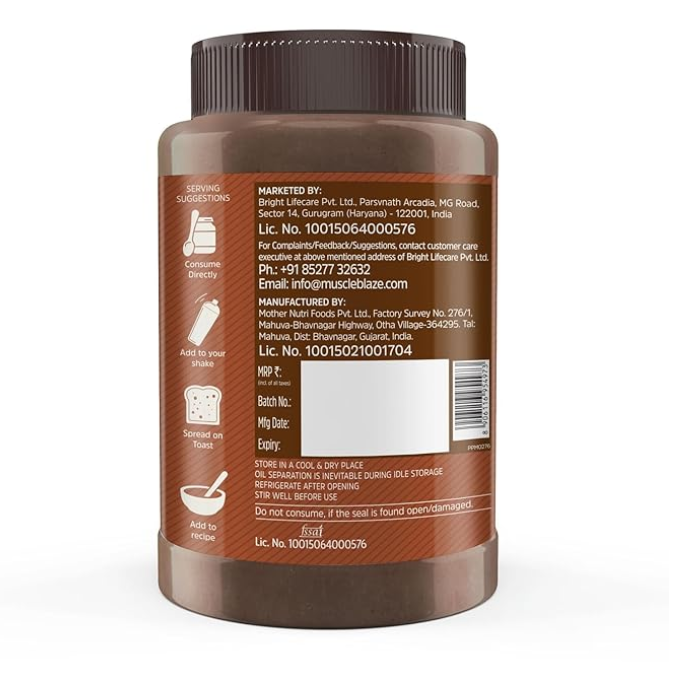 SERVING
SUGGESTIONS
Consume
Directly
Add to your
shake
Spread on
Toast
Add to
recipe
MARKETED BY:
Bright Lifecare Pvt. Ltd., Parsvnath Arcadia, MG Road,
Sector 14, Gurugram (Haryana) - 122001, India
Lic. No. 10015064000576
For Complaints/Feedback/Suggestions, contact customer care
executive at above mentioned address of Bright Lifecare Pvt. Ltd.
Ph.: +91 85277 32632
Email: info@muscleblaze.com
MANUFACTURED BY:
Mother Nutri Foods Pvt. Ltd., Factory Survey No. 276/1,
Mahuva-Bhavnagar Highway, Otha Village-364295. Tal:
Mahuva, Dist: Bhavnagar, Gujarat, India.
Lic. No. 10015021001704
MRP ₹:
(incl. of all taxes)
Batch No.:
Mfg Date:
Expiry:
STORE IN A COOL & DRY PLACE
OIL SEPARATION IS INEVITABLE DURING IDLE STORAGE
REFRIGERATE AFTER OPENING
STIR WELL BEFORE USE
Do not consume, if the seal is found open/damaged.
fssai
Lic. No. 10015064000576